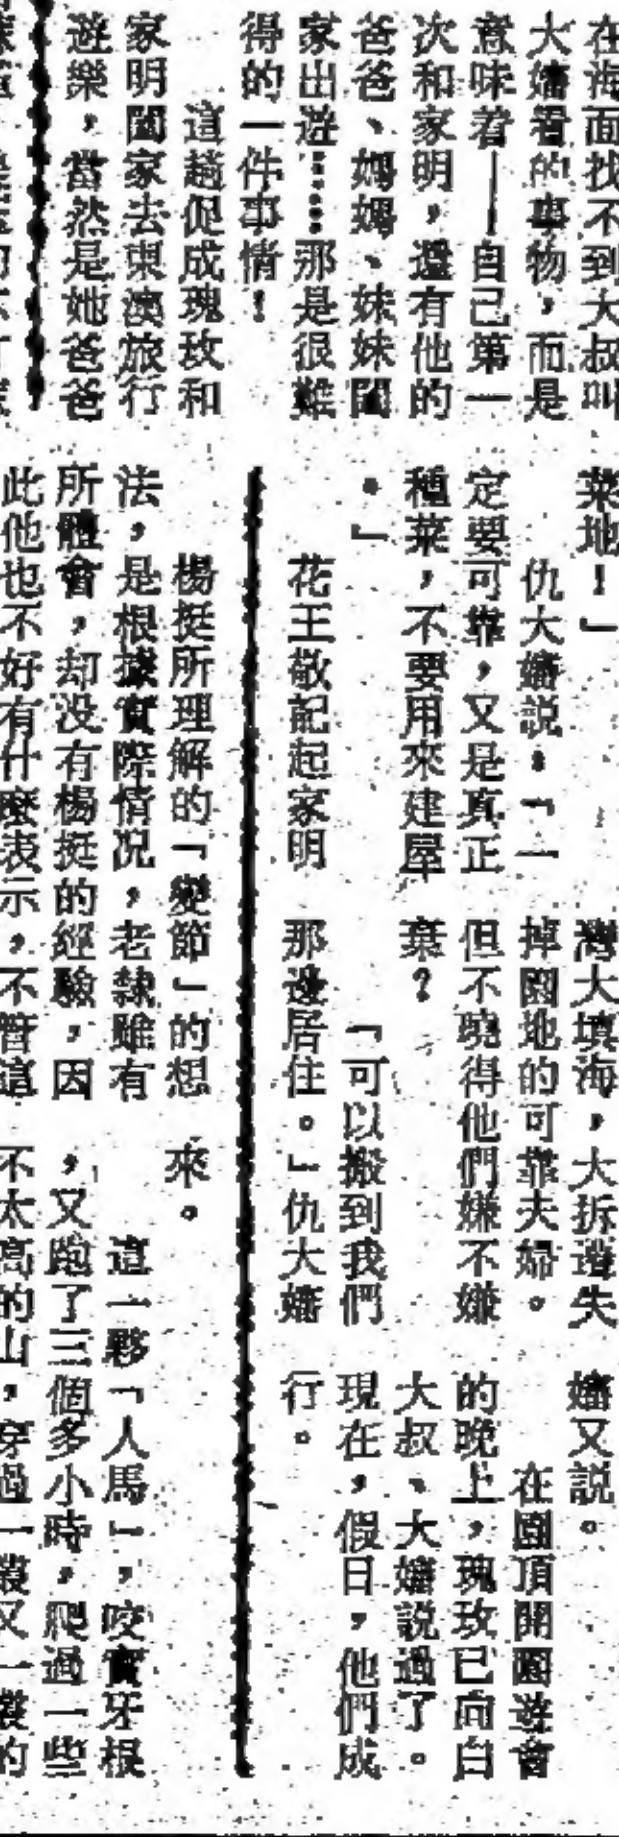 在海面找不到大叔叫
大嬸看的事物，而是
意味着——自己第一
次和家明，還有他的
爸爸、媽媽、妹妹闔
家出遊……那是很難
得的一件事情！
這趟促成瑰玫和
家明闔家去東澳旅行
遊樂，當然是她爸爸
菜地！」
仇大嬸説：「一
定要可靠，又是真正
種菜，不要用來建屋
。」
花王敬記起家明
灣大填海，大拆遷失
掉園地的可靠夫婦。
但不曉得他們嫌不嫌
棄？
「可以搬到我們
那邊居住。」仇大嬸
嬸又説。
在園頂開園遊會
的晚上，瑰玫已向白
大叔、大嬸説過了。
現在，假日，他們成
行。
楊挺所理解的「變節」的想
法，是根據實際情况，老隸雖有
所體會，却没有楊挺的經驗，因
此他也不好有什麼表示，不管這
來。
這一夥「人馬」，咬實牙根
，又跑了三個多小時，爬過一些
不太高的山，穿過一叢又一叢的